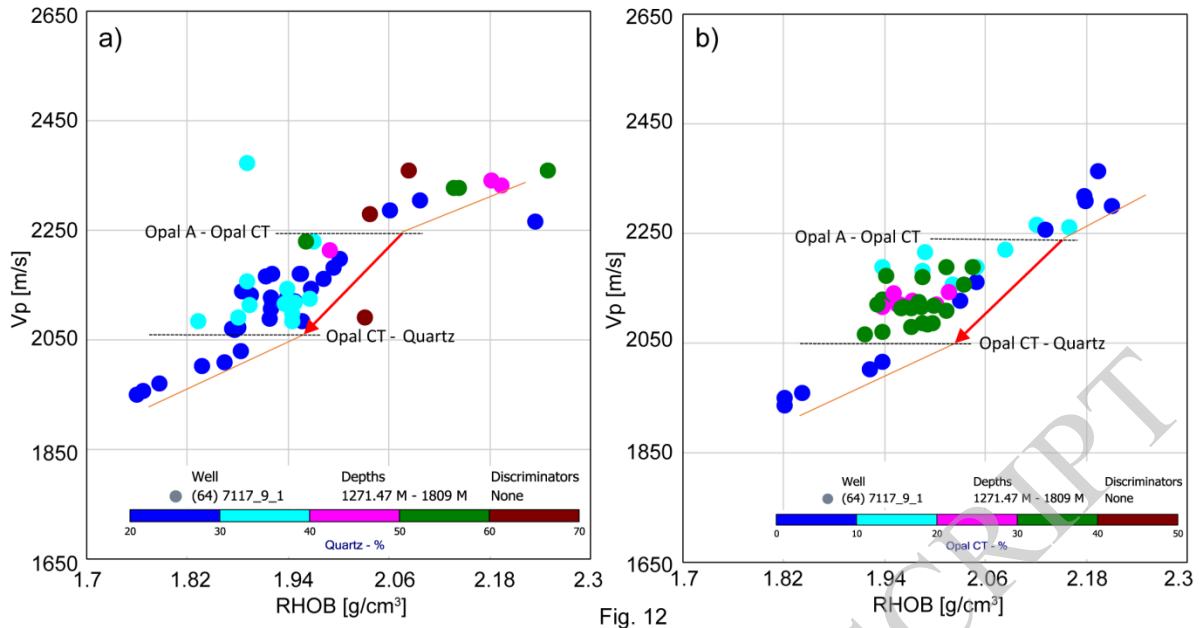 a)
2650
2450
2250
2050
1850
1650
Vp [m/s]
Opal A - Opal CT
Opal CT - Quartz
Well Depths Discriminators
(64) 7117_9_1 1271.47 M - 1809 M None
20 30 40 50 60 70
Quartz - %
1.7 1.82 1.94 2.06 2.18 2.3
RHOB [g/cm³]
b)
2650
2450
2250
2050
1850
1650
Vp [m/s]
Opal A - Opal CT
Opal CT - Quartz
Well Depths Discriminators
(64) 7117_9_1 1271.47 M - 1809 M None
0 10 20 30 40 50
Opal CT - %
1.7 1.82 1.94 2.06 2.18 2.3
RHOB [g/cm³]
Fig. 12
CRIPT